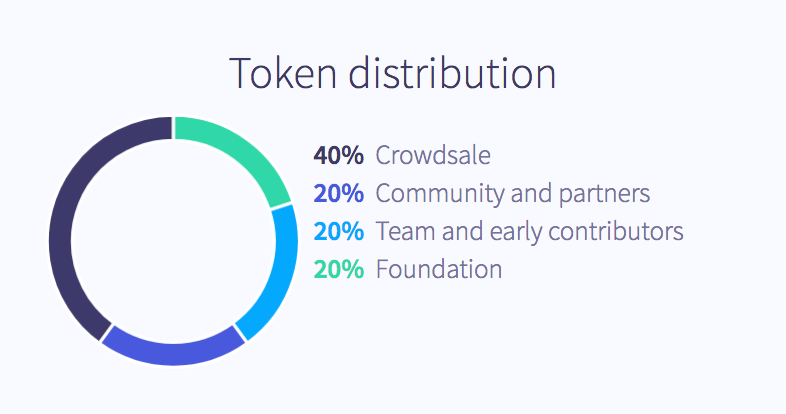 Token distribution
40% Crowdsale
20% Community and partners
20% Team and early contributors
20% Foundation